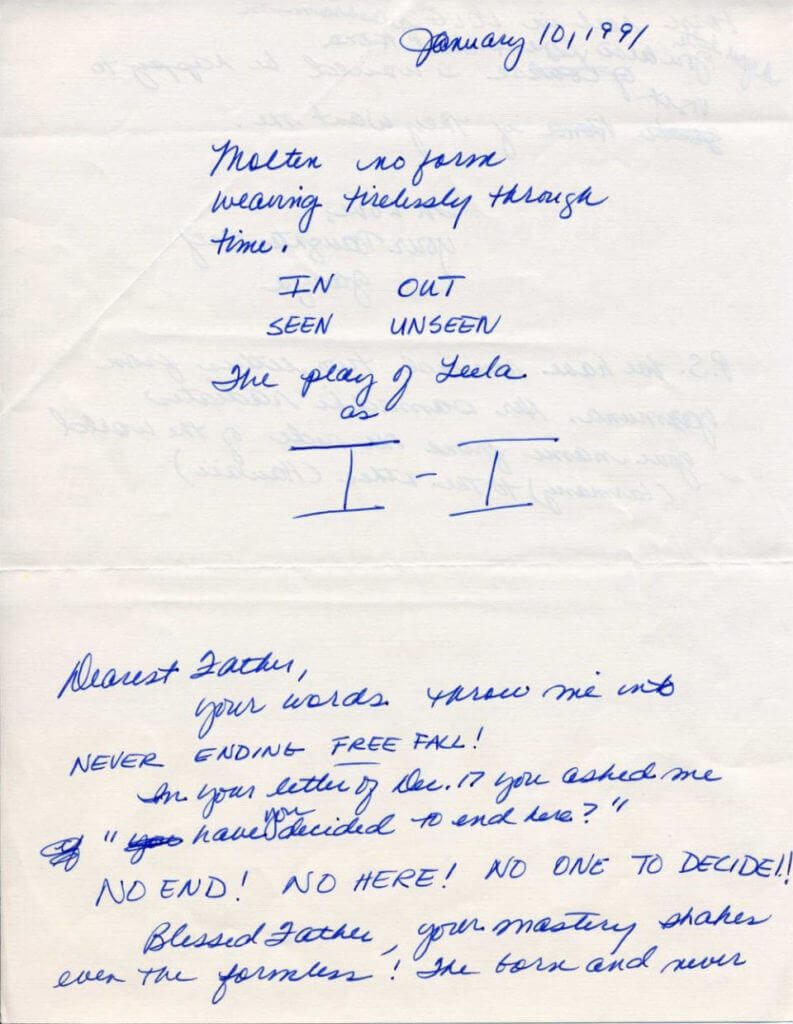 January 10, 1991
Molten no form
weaving tirelessly through
time.
IN OUT
SEEN UNSEEN
The play of Leela
as
I - I
Dearest Father,
your words throw me into
NEVER ENDING FREE FALL!
In your letter of Dec. 17 you asked me
if "you have you decided to end here?"
NO END! NO HERE! NO ONE TO DECIDE!!
Blessed Father, your mastery shakes
even the formless! The born and never